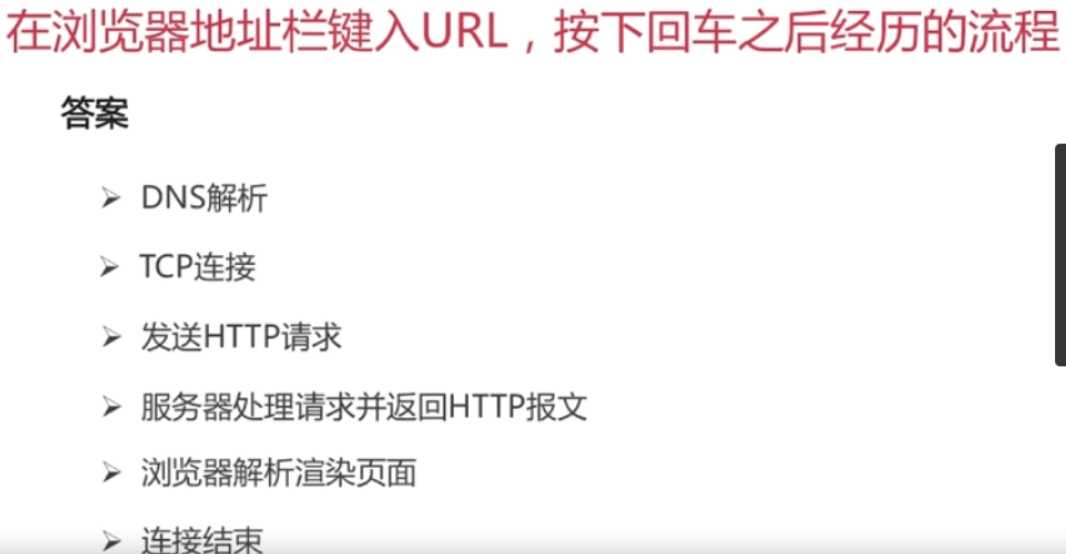 在浏览器地址栏键入URL，按下回车之后经历的流程
答案
DNS解析
TCP连接
发送HTTP请求
服务器处理请求并返回HTTP报文
浏览器解析渲染页面
连接结束